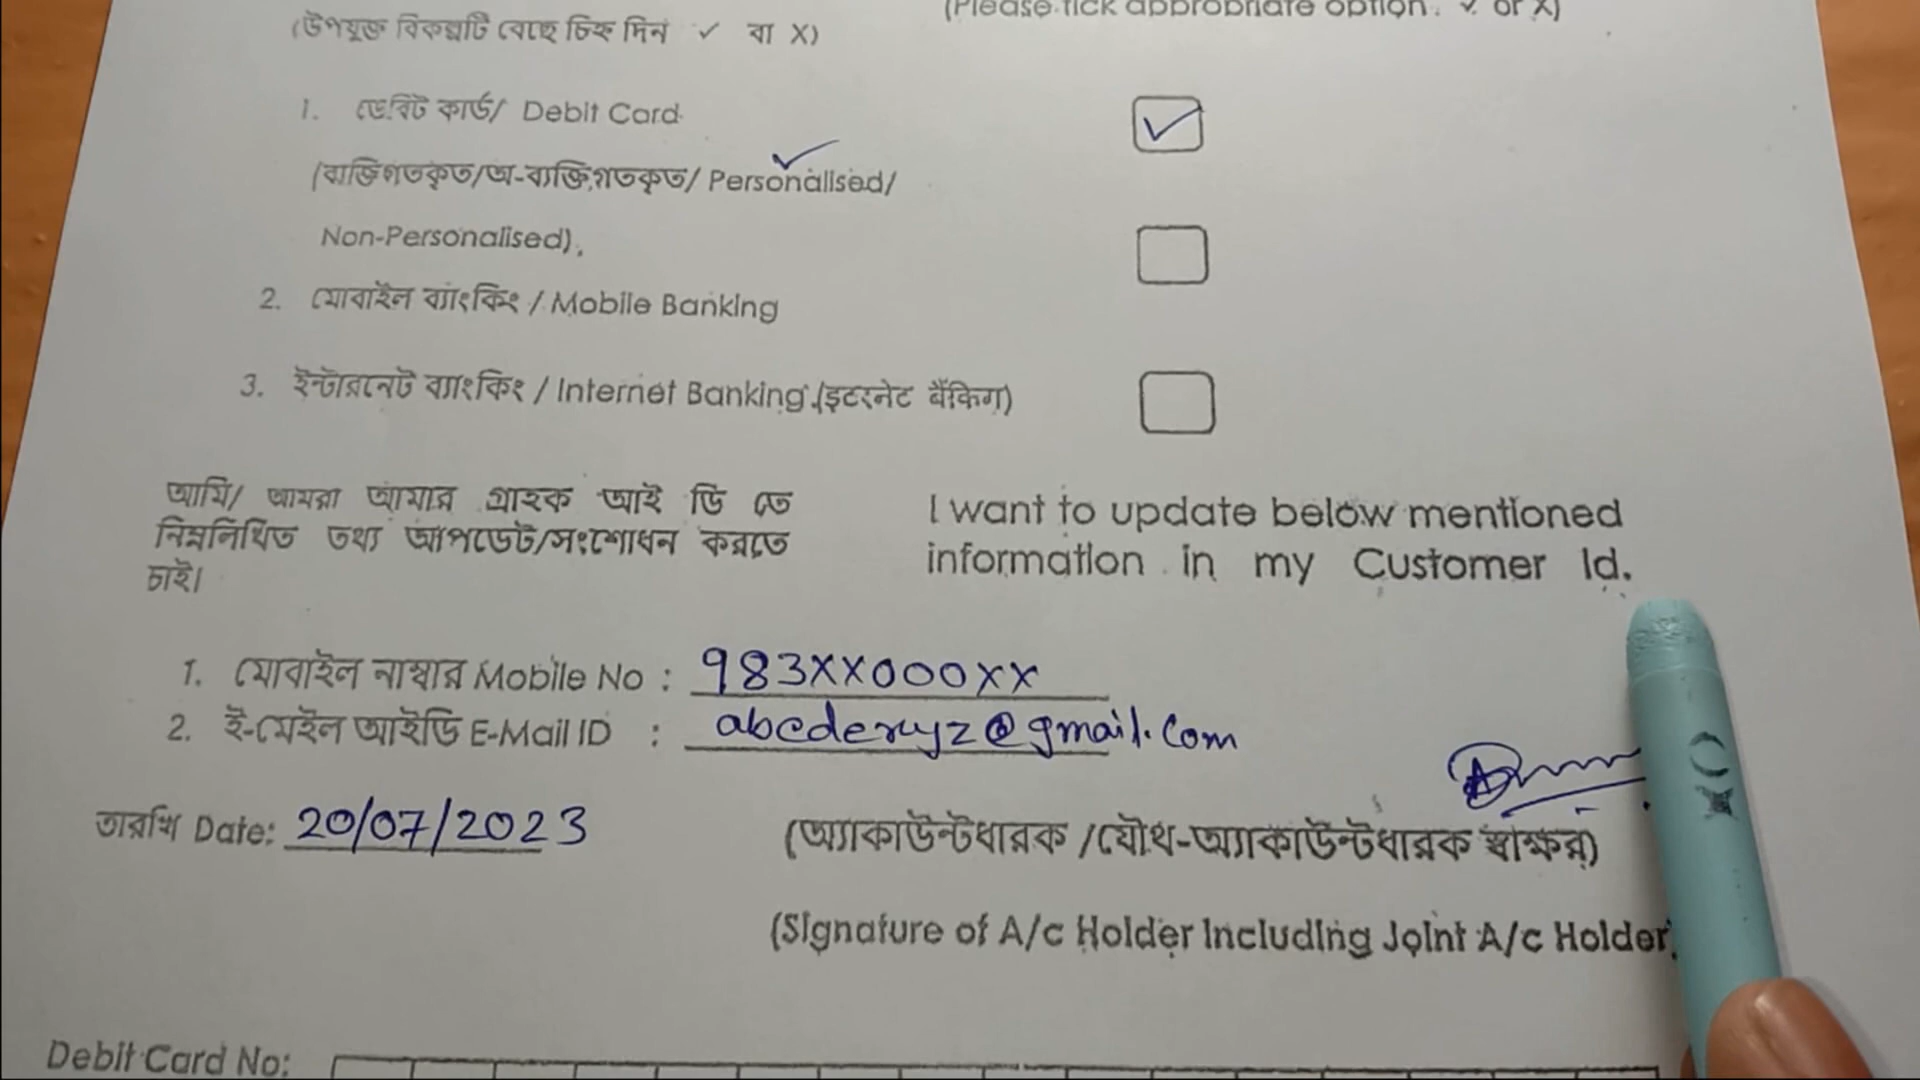 (উপযুক্ত বিকল্পটি বেছে চিহ্ন দিন ✓ বা X)
(Please tick appropriate option. ✓ or X)
1. ডেবিট কার্ড/ Debit Card
(ব্যক্তিগতকৃত/অ-ব্যক্তিগতকৃত/ Personalised/
Non-Personalised),
2. মোবাইল ব্যাংকিং / Mobile Banking
3. ইন্টারনেট ব্যাংকিং / Internet Banking (इंटरनेट बैंकिंग)
আমি/ আমরা আমার গ্রাহক আই ডি তে
নিম্নলিখিত তথ্য আপডেট/সংশোধন করতে
চাই।
I want to update below mentioned
information in my Customer Id.
1. মোবাইল নাম্বার Mobile No : 983XX000XX
2. ই-মেইল আইডি E-Mail ID : abcdexyz@gmail.com
তারখি Date: 20/07/2023
(অ্যাকাউন্টধারক /যৌথ-অ্যাকাউন্টধারক স্বাক্ষর)
(Signature of A/c Holder Including Joint A/c Holder)
Debit Card No: